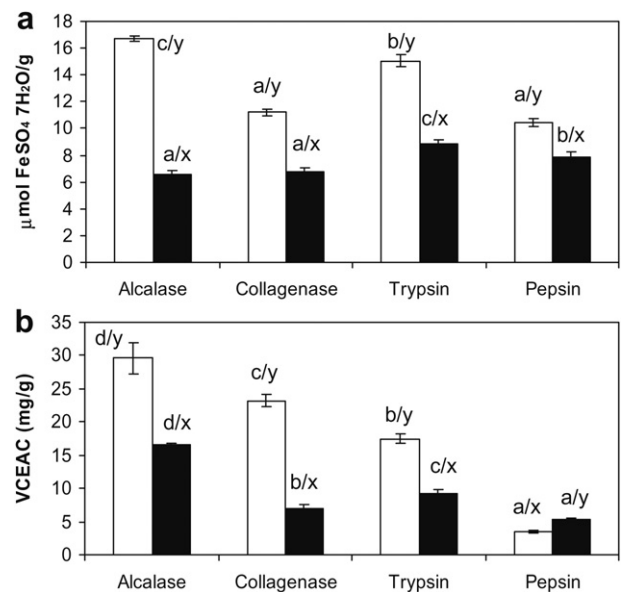 a
18
16
14
12
10
8
6
4
2
0
μmol FeSO₄ 7H₂O/g
c/y
a/x
a/y
a/x
b/y
c/x
a/y
b/x
Alcalase Collagenase Trypsin Pepsin
b
35
30
25
20
15
10
5
0
VCEAC (mg/g)
d/y
d/x
c/y
b/x
b/y
c/x
a/x
a/y
Alcalase Collagenase Trypsin Pepsin